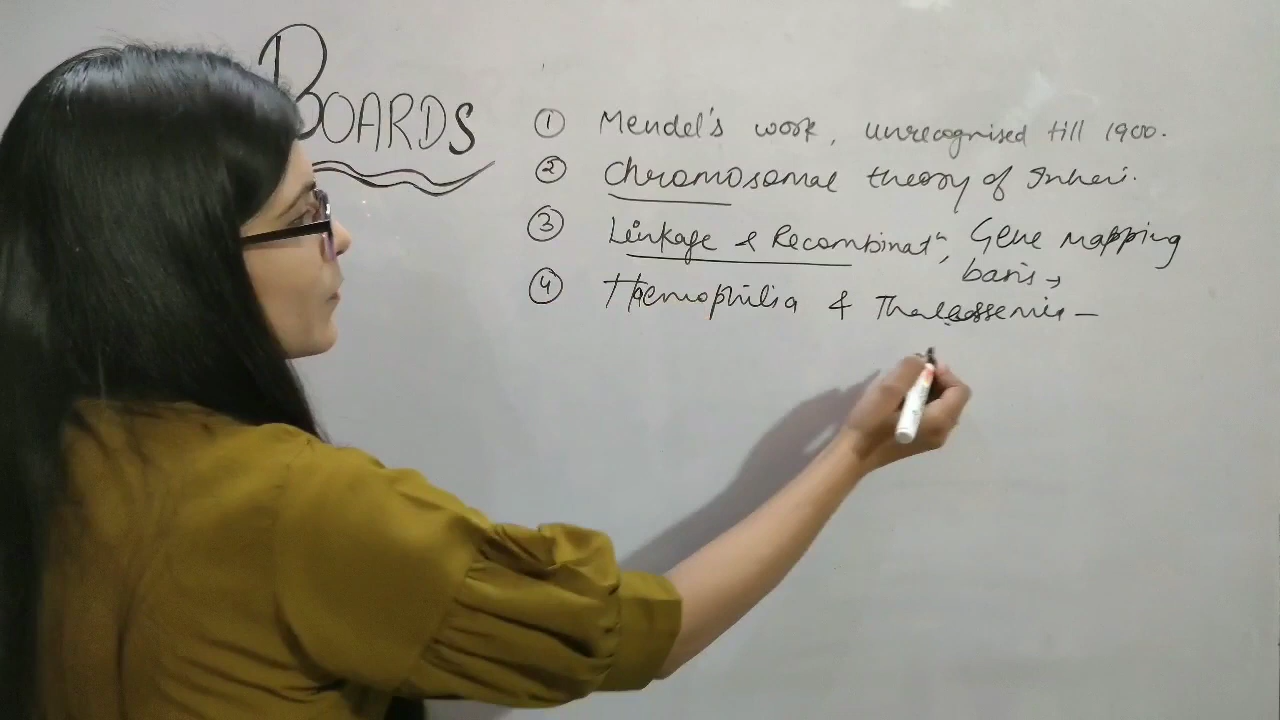 BOARDS
① Mendel's work, unrecognised till 1900.
② Chromosomal theory of Inheri.
③ Linkage & Recombinatⁿ, Gene mapping
basis →
④ Haemophilia & Thalassemia –